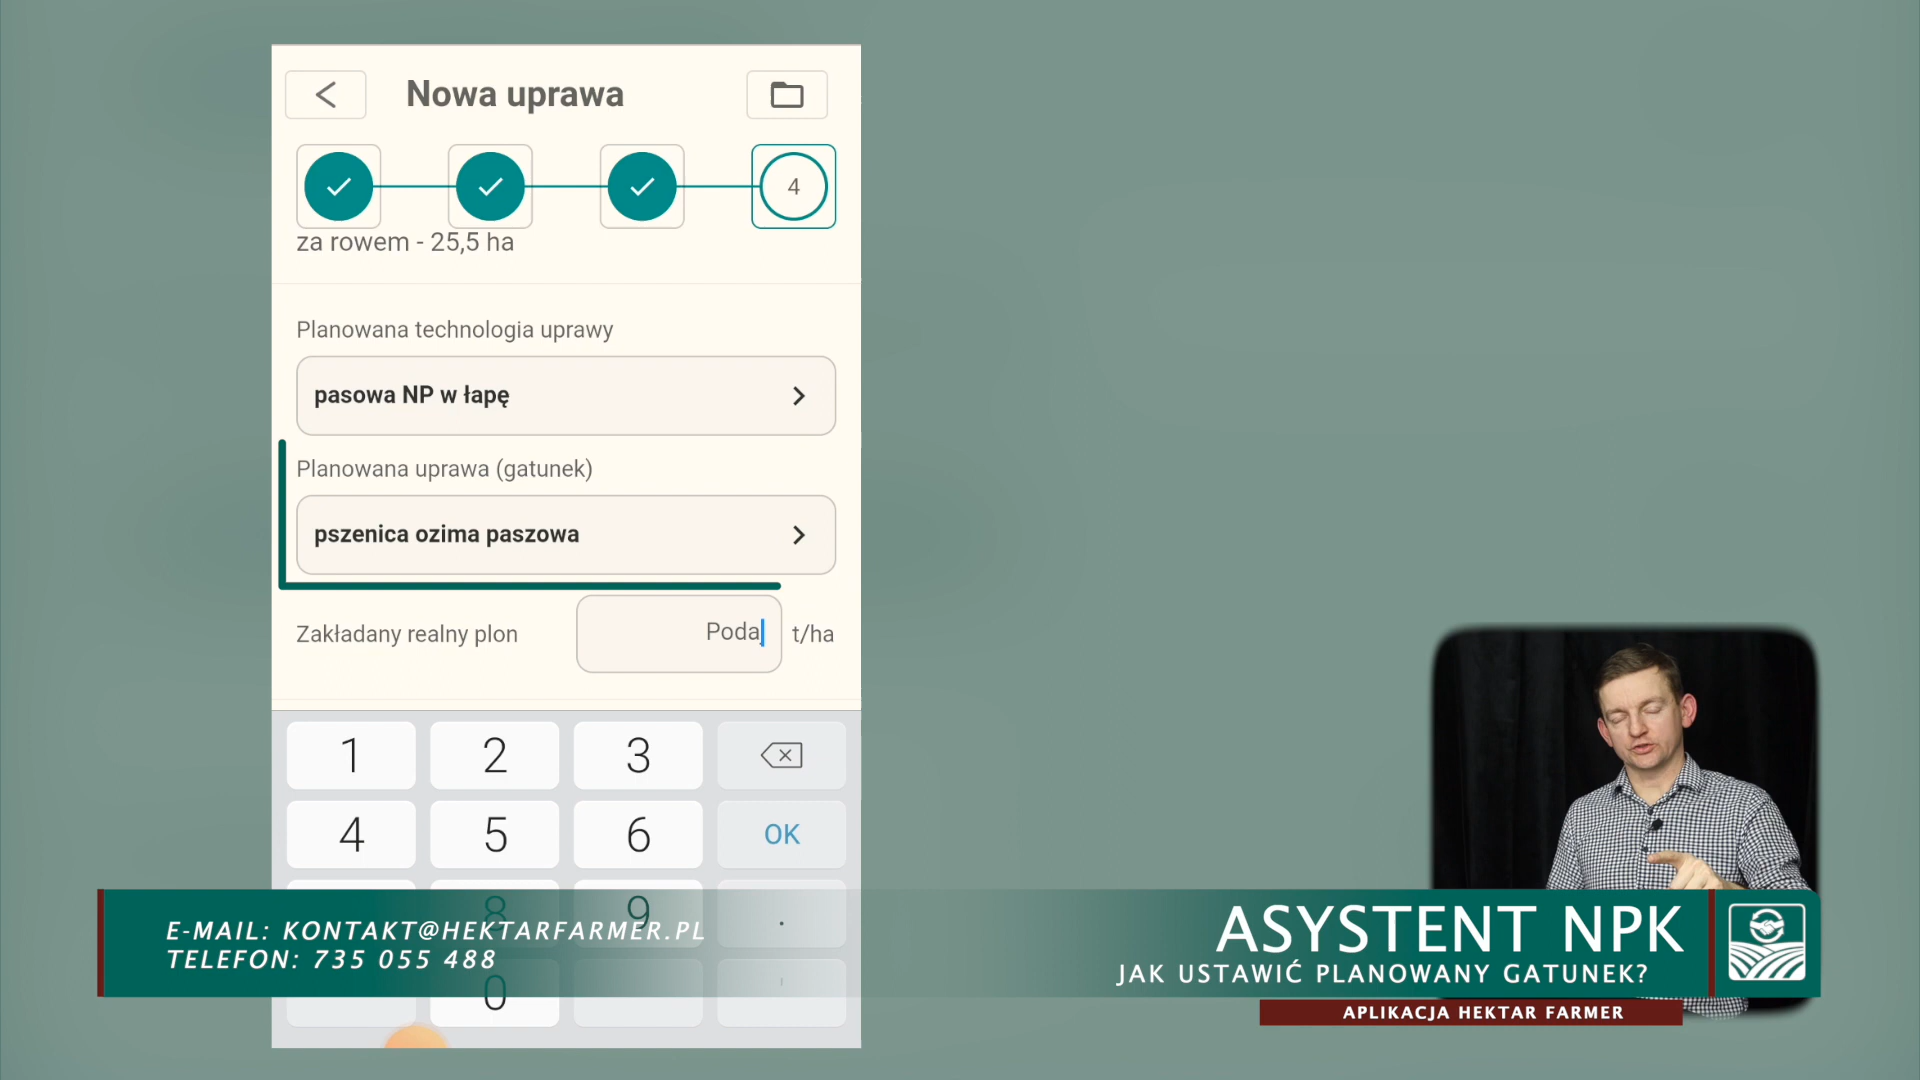 Nowa uprawa
4
za rowem - 25,5 ha
Planowana technologia uprawy
pasowa NP w łapę
Planowana uprawa (gatunek)
pszenica ozima paszowa
Zakładany realny plon
Poda
t/ha
1 2 3
4 5 6 OK
8 9 .
0
E-MAIL: KONTAKT@HEKTARFARMER.PL
TELEFON: 735 055 488
ASYSTENT NPK
JAK USTAWIĆ PLANOWANY GATUNEK?
APLIKACJA HEKTAR FARMER